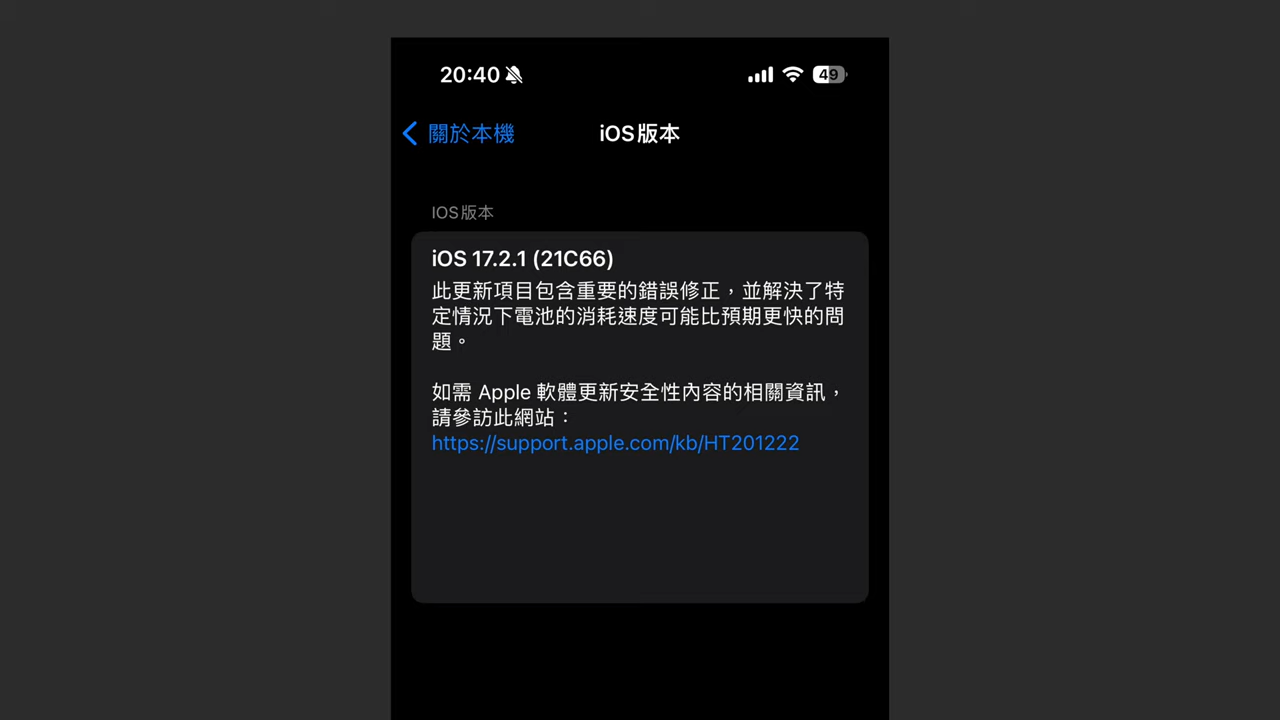 20:40
49
關於本機
iOS版本
IOS版本
iOS 17.2.1 (21C66)
此更新項目包含重要的錯誤修正，並解決了特
定情況下電池的消耗速度可能比預期更快的問
題。
如需 Apple 軟體更新安全性內容的相關資訊，
請參訪此網站：
https://support.apple.com/kb/HT201222